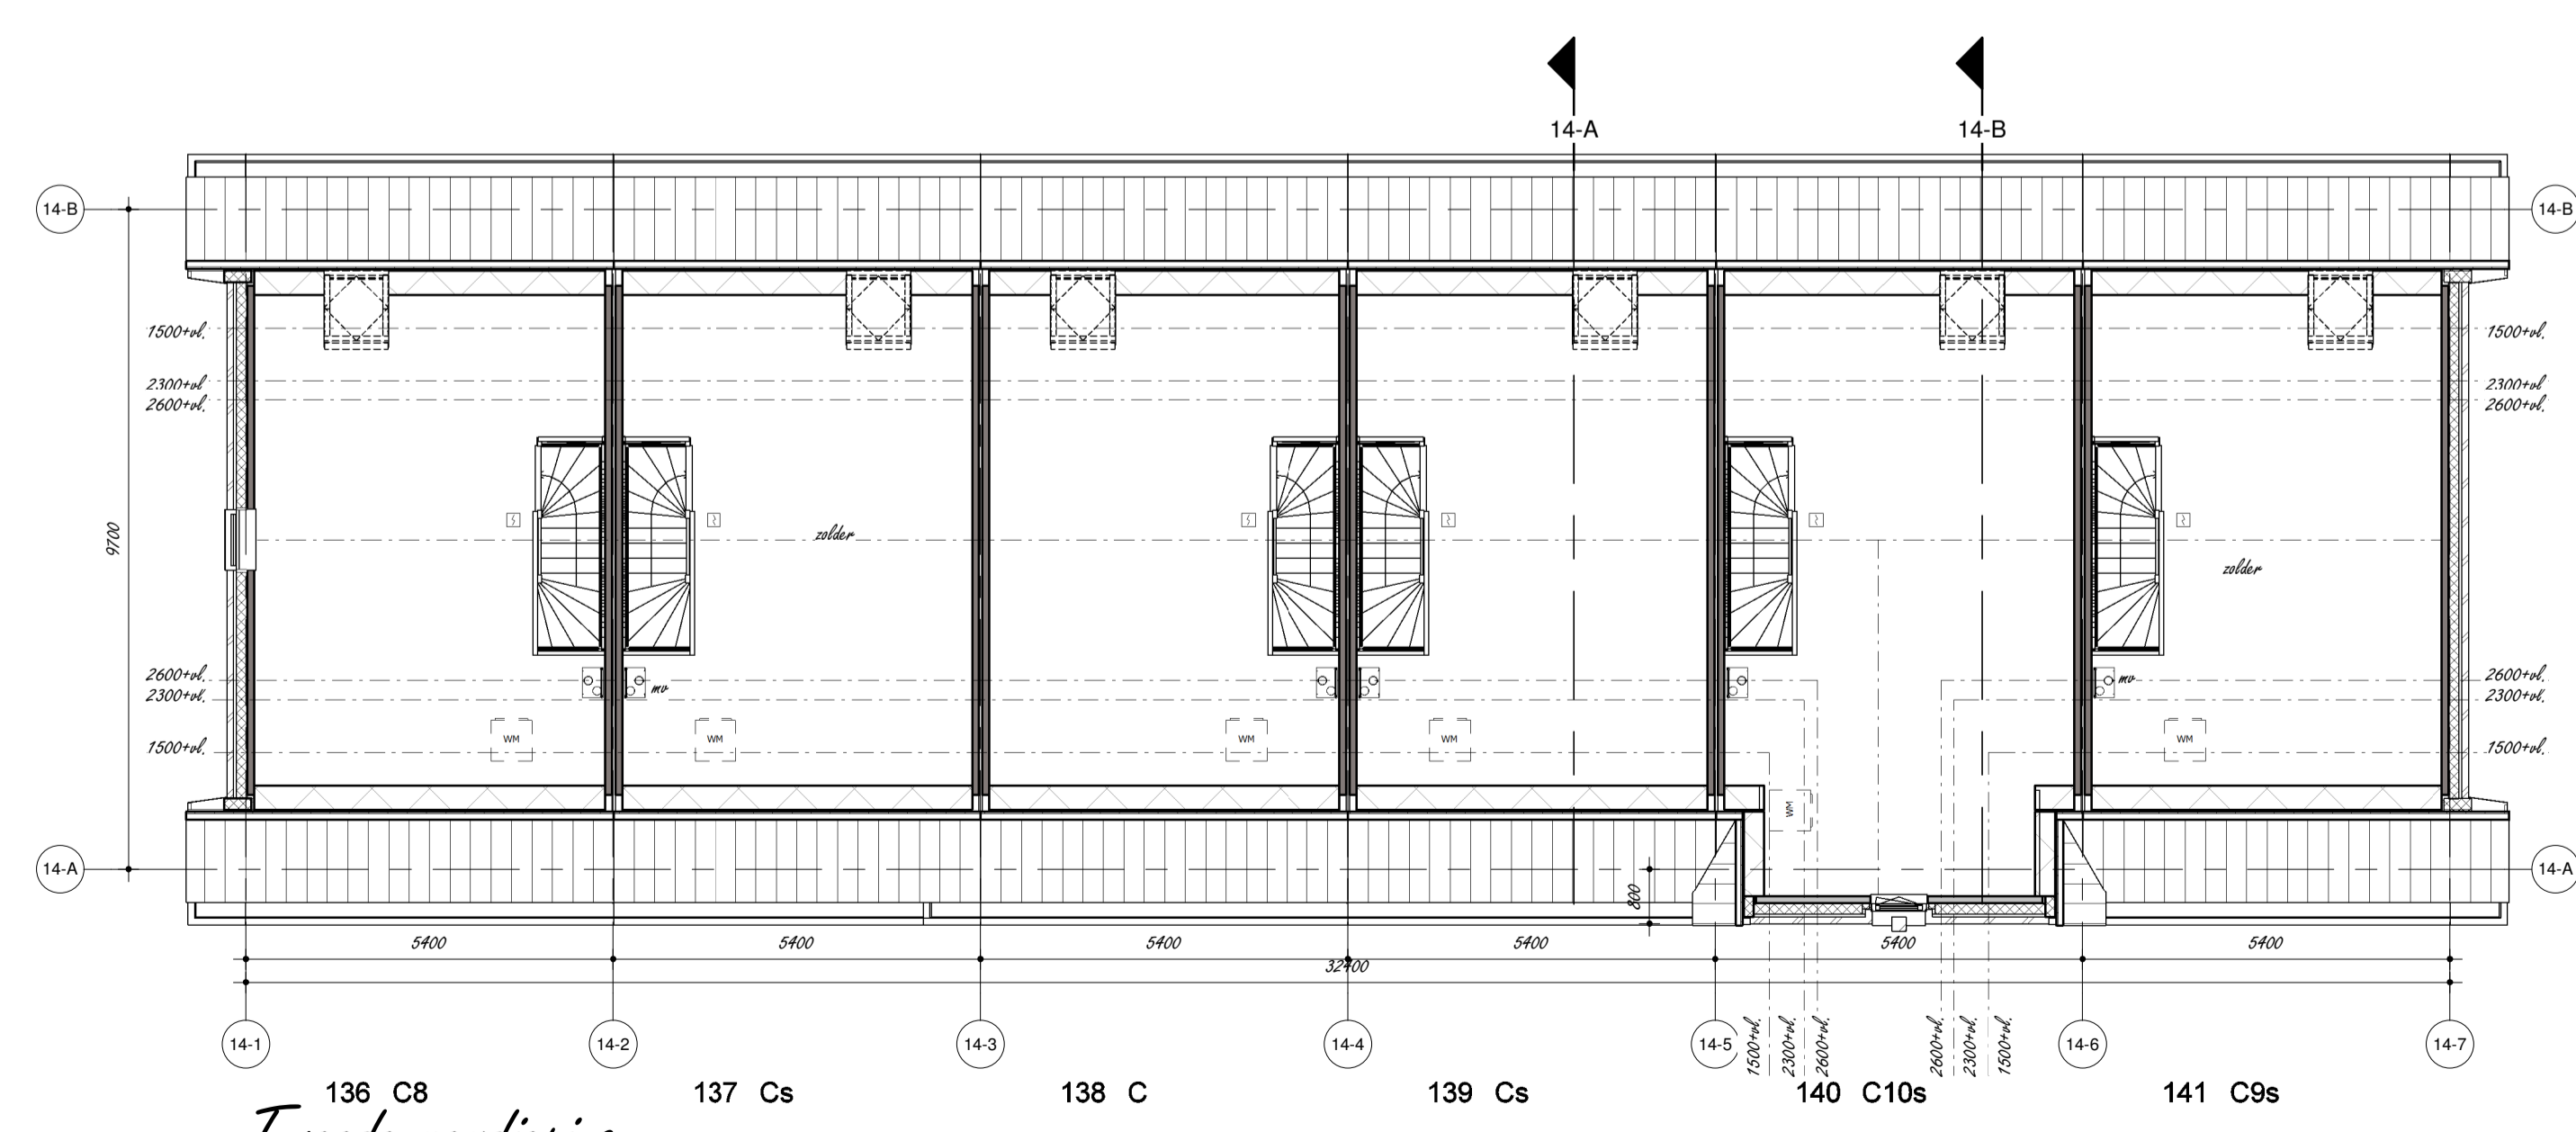 14-A 14-B
14-B 14-B
1500+vl. 1500+vl.
2300+vl 2300+vl
2600+vl. 2600+vl.
9700 zolder zolder
2600+vl. mv mv 2600+vl.
2300+vl. 2300+vl.
WM WM WM WM WM
1500+vl. 1500+vl.
WM
14-A 800 14-A
5400 5400 5400 5400 5400 5400
32400
14-1 14-2 14-3 14-4 14-5 1500+vl. 2300+vl. 2600+vl. 2600+vl. 2300+vl. 1500+vl. 14-6 14-7
136 C8 137 Cs 138 C 139 Cs 140 C10s 141 C9s